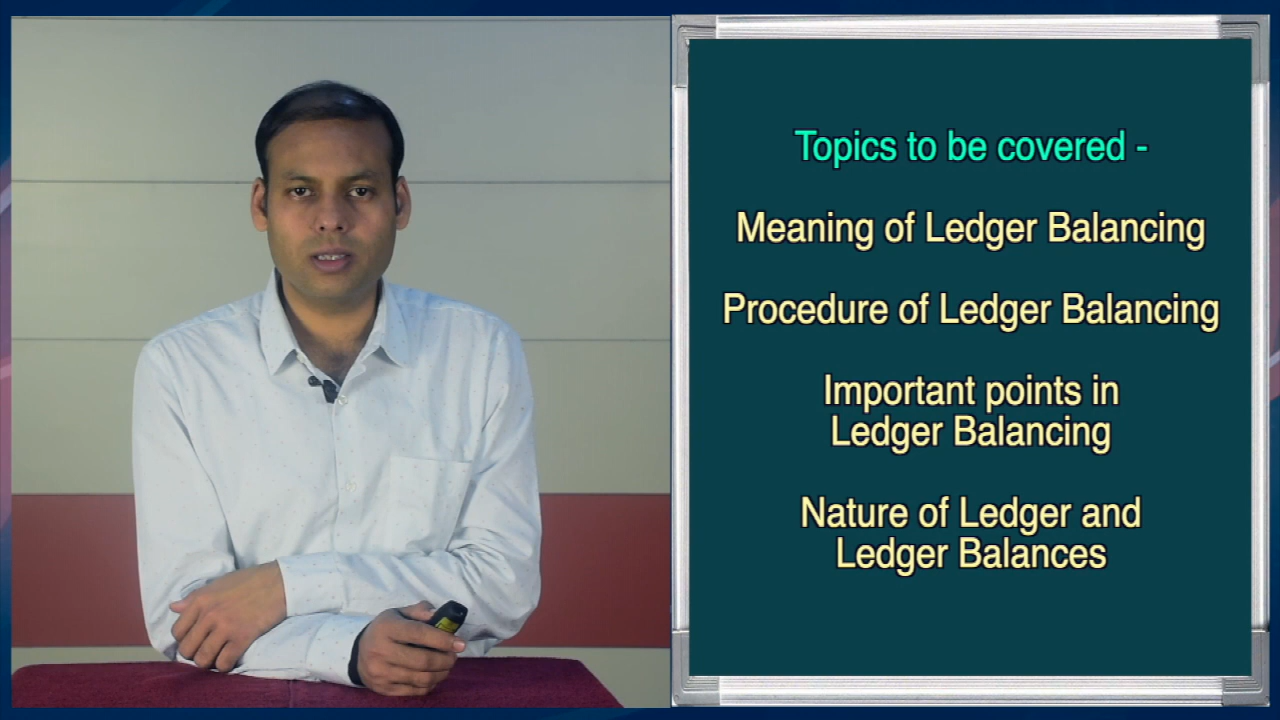 Topics to be covered -
Meaning of Ledger Balancing
Procedure of Ledger Balancing
Important points in
Ledger Balancing
Nature of Ledger and
Ledger Balances